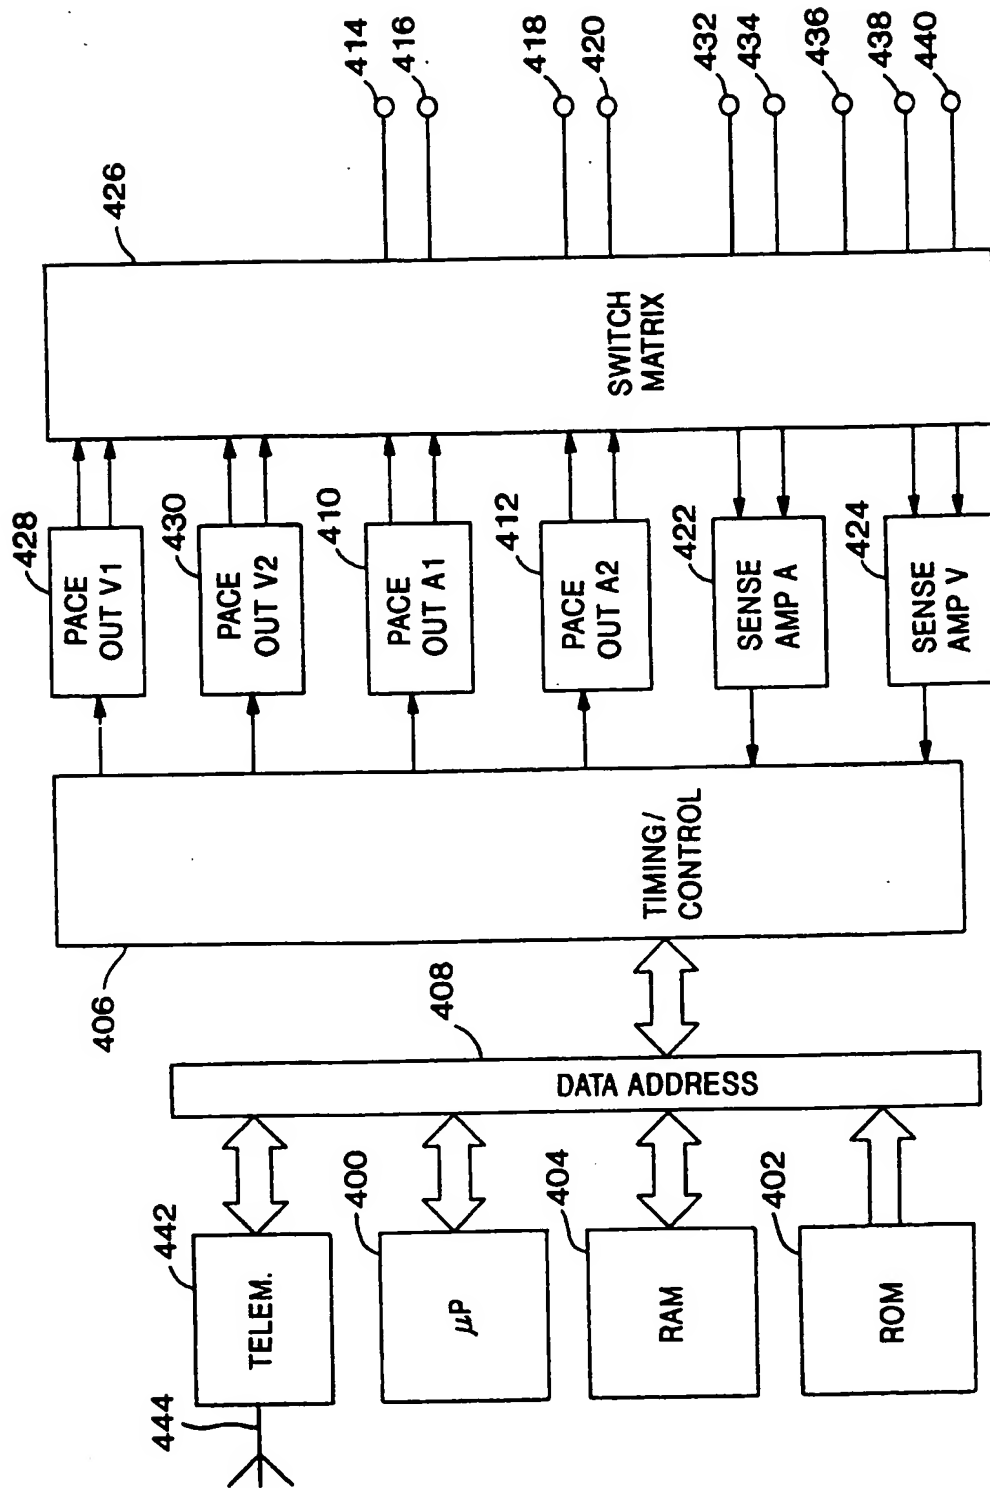 414
416
418
420
432
434
436
438
440
426
SWITCH
MATRIX
428
PACE
OUT V1
430
PACE
OUT V2
410
PACE
OUT A1
412
PACE
OUT A2
422
SENSE
AMP A
424
SENSE
AMP V
406
TIMING/
CONTROL
408
DATA ADDRESS
442
TELEM.
444
400
μP
404
RAM
402
ROM